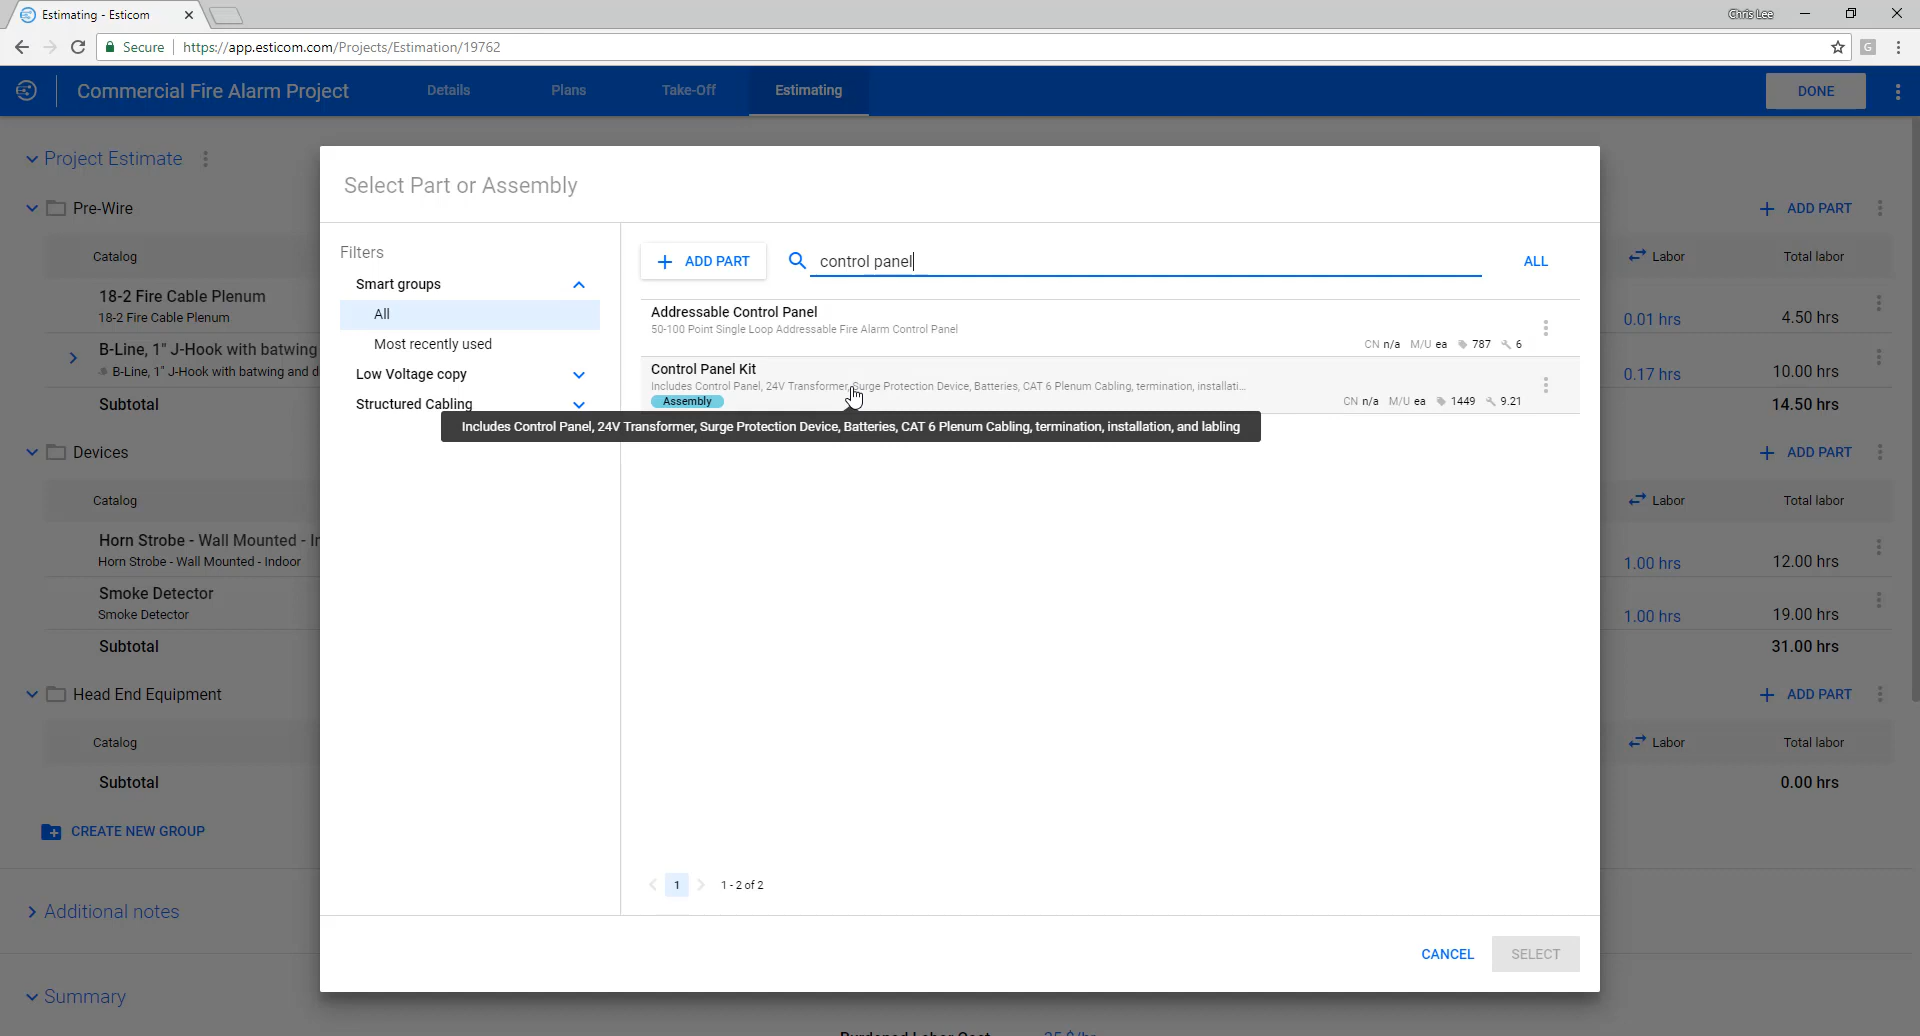 Estimating - Esticom
Chris Lee
Secure https://app.esticom.com/Projects/Estimation/19762
G
Commercial Fire Alarm Project Details Plans Take-Off Estimating DONE
Project Estimate
Pre-Wire
ADD PART
Catalog
Labor Total labor
18-2 Fire Cable Plenum
18-2 Fire Cable Plenum
0.01 hrs 4.50 hrs
B-Line, 1" J-Hook with batwing
B-Line, 1" J-Hook with batwing and d
0.17 hrs 10.00 hrs
Subtotal
14.50 hrs
Devices
ADD PART
Catalog
Labor Total labor
Horn Strobe - Wall Mounted - Ir
Horn Strobe - Wall Mounted - Indoor
1.00 hrs 12.00 hrs
Smoke Detector
Smoke Detector
1.00 hrs 19.00 hrs
Subtotal
31.00 hrs
Head End Equipment
ADD PART
Catalog
Labor Total labor
Subtotal
0.00 hrs
CREATE NEW GROUP
Additional notes
Summary
Select Part or Assembly
Filters
Smart groups
All
Most recently used
Low Voltage copy
Structured Cabling
ADD PART
control panel
ALL
Addressable Control Panel
50-100 Point Single Loop Addressable Fire Alarm Control Panel
CN n/a M/U ea 787 6
Control Panel Kit
Includes Control Panel, 24V Transformer, Surge Protection Device, Batteries, CAT 6 Plenum Cabling, termination, installati...
Assembly
CN n/a M/U ea 1449 9.21
Includes Control Panel, 24V Transformer, Surge Protection Device, Batteries, CAT 6 Plenum Cabling, termination, installation, and labling
1 1 - 2 of 2
CANCEL SELECT